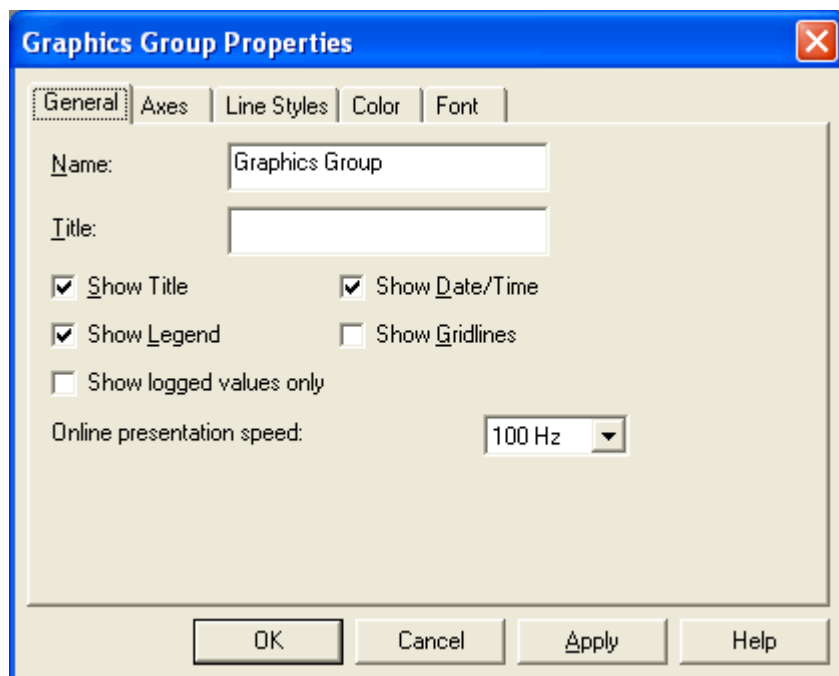 Graphics Group Properties
General Axes Line Styles Color Font
Name: Graphics Group
Title:
Show Title Show Date/Time
Show Legend Show Gridlines
Show logged values only
Online presentation speed: 100 Hz
OK Cancel Apply Help